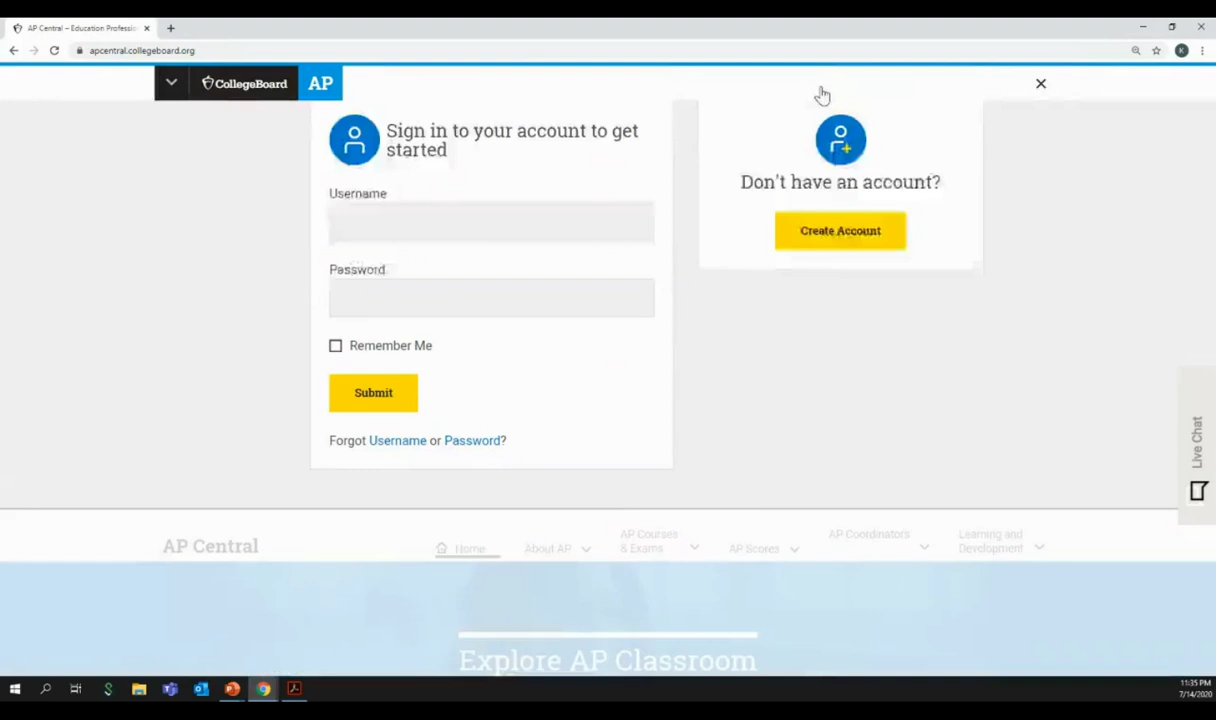 AP Central – Education Professio
apcentral.collegeboard.org
K
CollegeBoard AP
Sign in to your account to get
started
Username
Password
Remember Me
Submit
Forgot Username or Password?
Don't have an account?
Create Account
Live Chat
AP Central
Home
About AP
AP Courses
& Exams
AP Scores
AP Coordinators
Learning and
Development
Explore AP Classroom
11:35 PM
7/14/2020